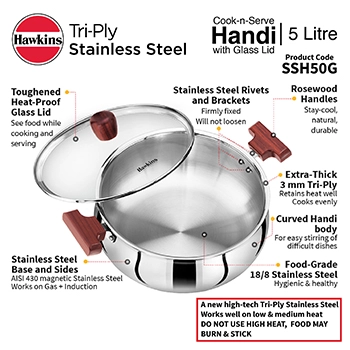 Hawkins
Tri-Ply
Stainless Steel
Cook-n-Serve
Handi
with Glass Lid
5 Litre
Product Code
SSH50G
Toughened
Heat-Proof
Glass Lid
See food while
cooking and
serving
Stainless Steel Rivets
and Brackets
Firmly fixed
Will not loosen
Rosewood
Handles
Stay-cool,
natural,
durable
Hawkins
Extra-Thick
3 mm Tri-Ply
Retains heat well
Cooks evenly
Curved Handi
body
For easy stirring of
difficult dishes
Stainless Steel
Base and Sides
AISI 430 magnetic Stainless Steel
Works on Gas + Induction
Food-Grade
18/8 Stainless Steel
Hygienic & healthy
A new high-tech Tri-Ply Stainless Steel
Works well on low & medium heat
DO NOT USE HIGH HEAT, FOOD MAY
BURN & STICK